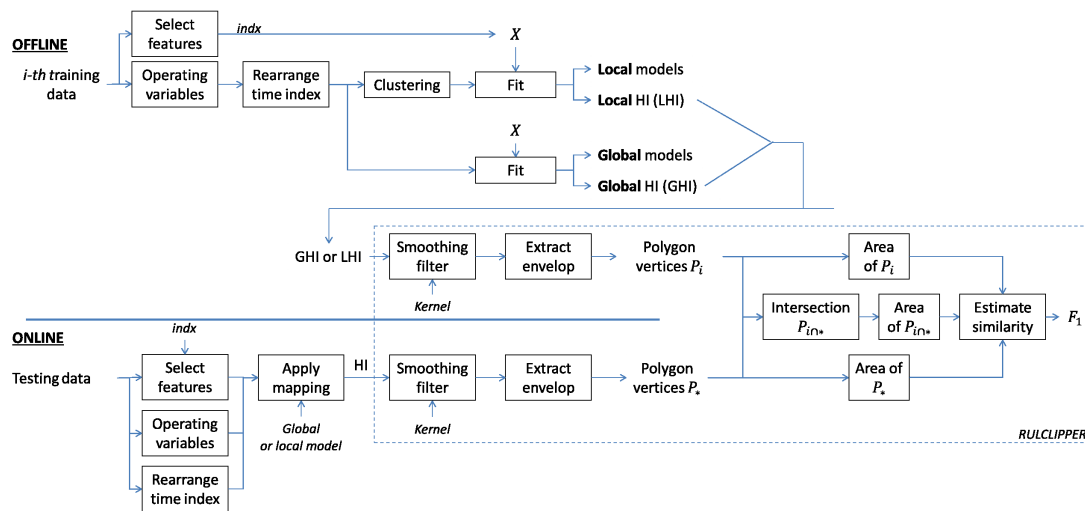 OFFLINE
i-th training
data
Select
features
indx
X
Operating
variables
Rearrange
time index
Clustering
Fit
Local models
Local HI (LHI)
X
Fit
Global models
Global HI (GHI)
GHI or LHI
Smoothing
filter
Kernel
Extract
envelop
Polygon
vertices P_i
Area
of P_i
Intersection
P_{i∩*}
Area
of P_{i∩*}
Estimate
similarity
F_1
ONLINE
indx
Testing data
Select
features
Operating
variables
Rearrange
time index
Apply
mapping
Global
or local model
HI
Smoothing
filter
Kernel
Extract
envelop
Polygon
vertices P_*
Area of
P_*
RULCLIPPER